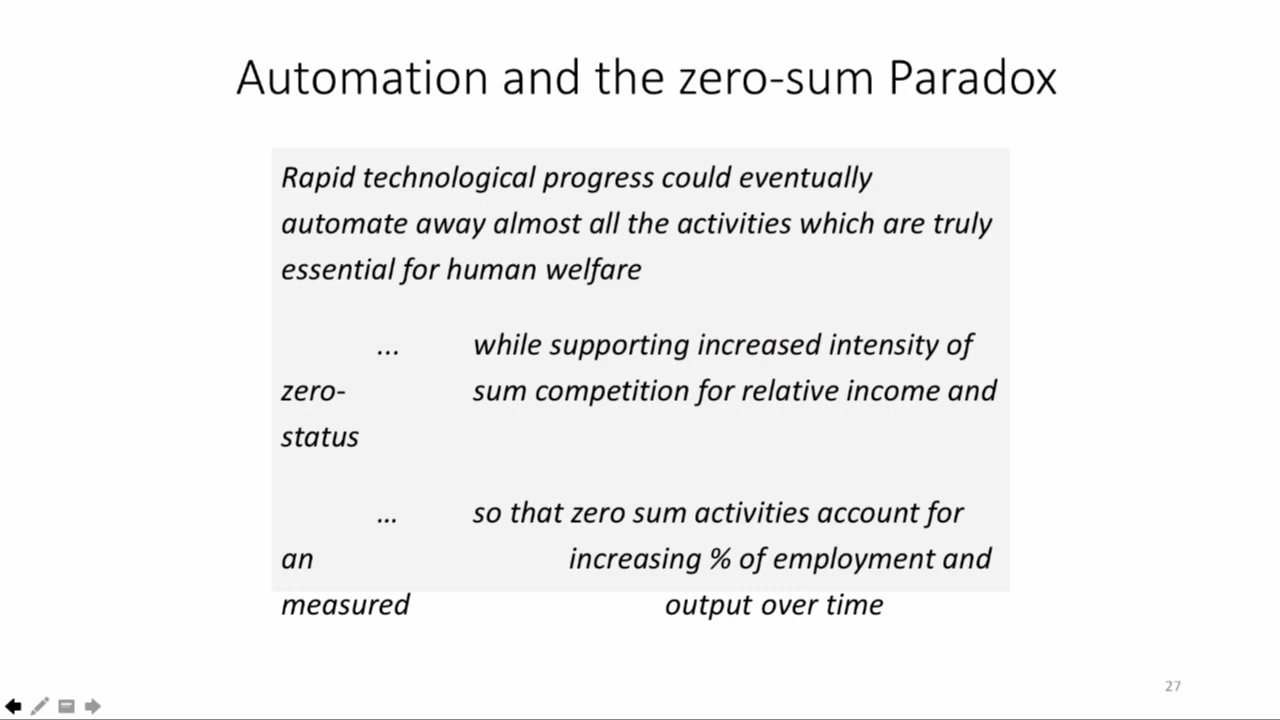 Automation and the zero-sum Paradox
Rapid technological progress could eventually
automate away almost all the activities which are truly
essential for human welfare
... while supporting increased intensity of
zero- sum competition for relative income and
status
... so that zero sum activities account for
an increasing % of employment and
measured output over time
27